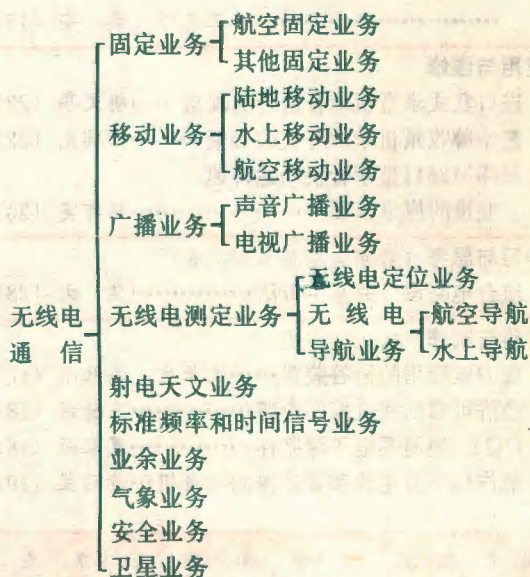 固定业务
航空固定业务
其他固定业务
移动业务
陆地移动业务
水上移动业务
航空移动业务
广播业务
声音广播业务
电视广播业务
无线电
通信
无线电测定业务
无线电定位业务
无线电
导航业务
航空导航
水上导航
射电天文业务
标准频率和时间信号业务
业余业务
气象业务
安全业务
卫星业务